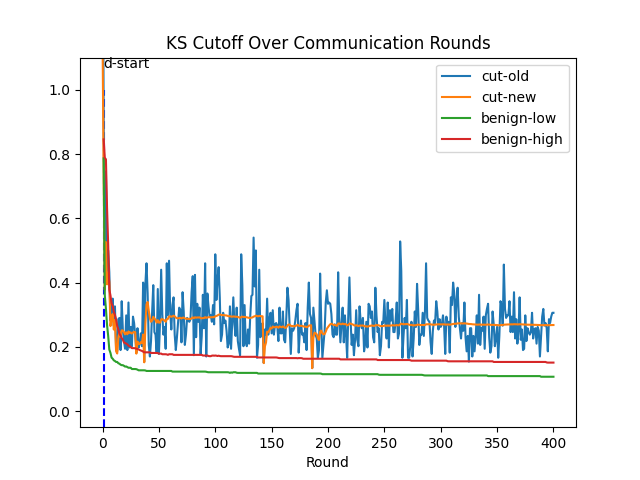 KS Cutoff Over Communication Rounds
d-start
cut-old
cut-new
benign-low
benign-high
1.0
0.8
0.6
0.4
0.2
0.0
0 50 100 150 200 250 300 350 400
Round